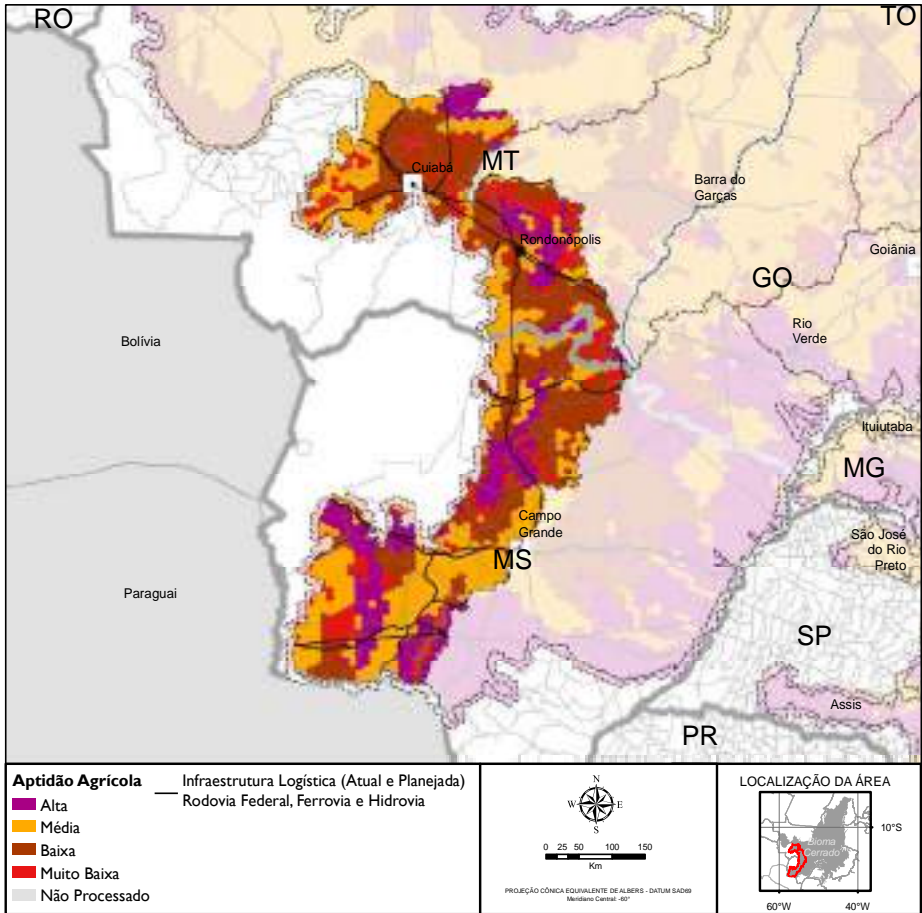 RO
TO
Cuiabá
MT
Barra do
Garças
Rondonópolis
Goiânia
GO
Rio
Verde
Bolívia
Ituiutaba
MG
Campo
Grande
São José
do Rio
Preto
MS
Paraguai
SP
Assis
PR
Aptidão Agrícola
Alta
Média
Baixa
Muito Baixa
Não Processado
Infraestrutura Logística (Atual e Planejada)
Rodovia Federal, Ferrovia e Hidrovia
N
W E
S
0 25 50 100 150
Km
PROJEÇÃO CÔNICA EQUIVALENTE DE ALBERS - DATUM SAD69
Meridiano Central: -60°
LOCALIZAÇÃO DA ÁREA
10°S
Bioma
Cerrado
60°W 40°W